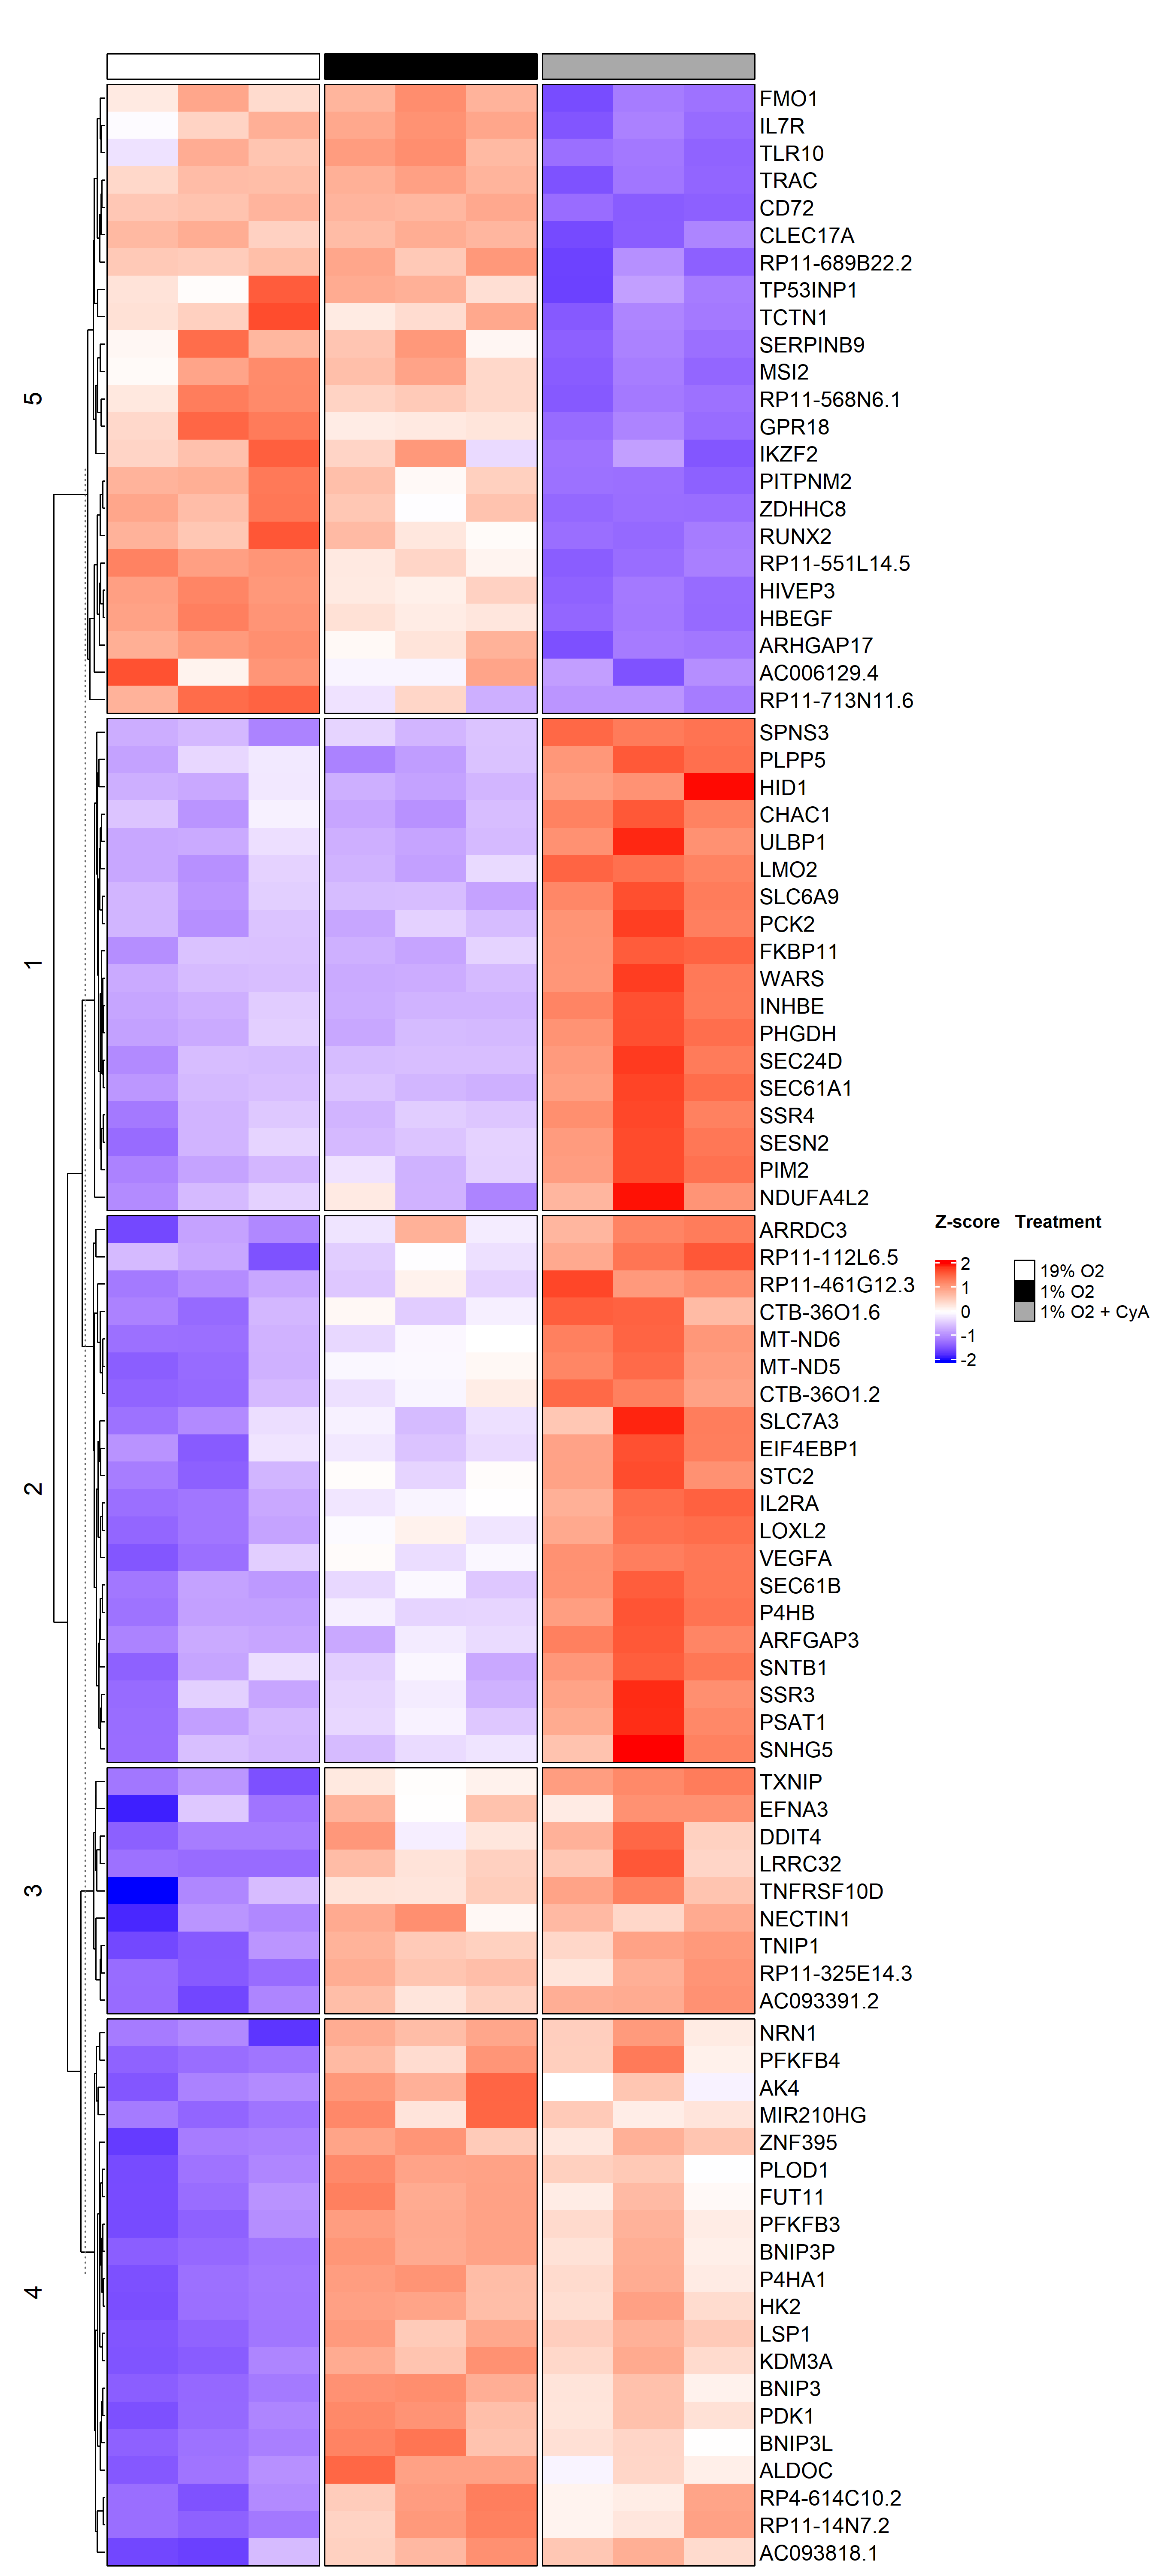 5
FMO1
IL7R
TLR10
TRAC
CD72
CLEC17A
RP11-689B22.2
TP53INP1
TCTN1
SERPINB9
MSI2
RP11-568N6.1
GPR18
IKZF2
PITPNM2
ZDHHC8
RUNX2
RP11-551L14.5
HIVEP3
HBEGF
ARHGAP17
AC006129.4
RP11-713N11.6
1
SPNS3
PLPP5
HID1
CHAC1
ULBP1
LMO2
SLC6A9
PCK2
FKBP11
WARS
INHBE
PHGDH
SEC24D
SEC61A1
SSR4
SESN2
PIM2
NDUFA4L2
2
ARRDC3
RP11-112L6.5
RP11-461G12.3
CTB-36O1.6
MT-ND6
MT-ND5
CTB-36O1.2
SLC7A3
EIF4EBP1
STC2
IL2RA
LOXL2
VEGFA
SEC61B
P4HB
ARFGAP3
SNTB1
SSR3
PSAT1
SNHG5
3
TXNIP
EFNA3
DDIT4
LRRC32
TNFRSF10D
NECTIN1
TNIP1
RP11-325E14.3
AC093391.2
4
NRN1
PFKFB4
AK4
MIR210HG
ZNF395
PLOD1
FUT11
PFKFB3
BNIP3P
P4HA1
HK2
LSP1
KDM3A
BNIP3
PDK1
BNIP3L
ALDOC
RP4-614C10.2
RP11-14N7.2
AC093818.1
Z-score
2
1
0
-1
-2
Treatment
19% O2
1% O2
1% O2 + CyA